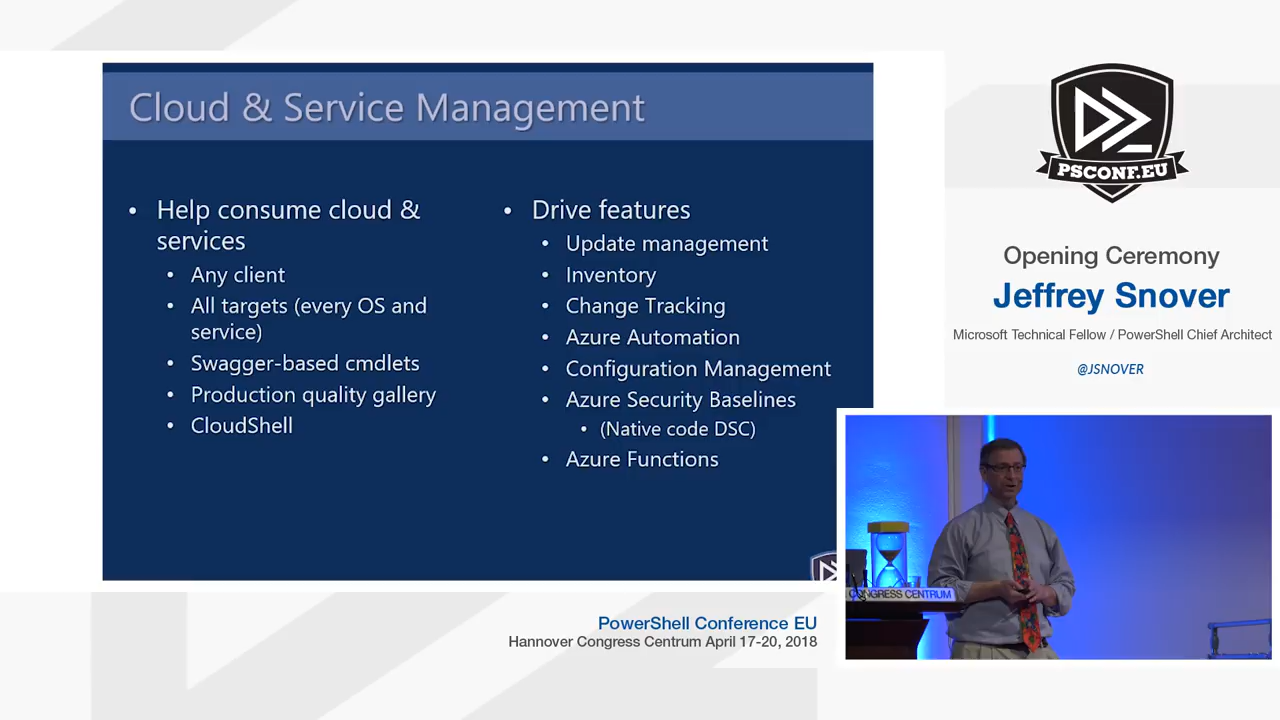 Cloud & Service Management
• Help consume cloud &
services
• Any client
• All targets (every OS and
service)
• Swagger-based cmdlets
• Production quality gallery
• CloudShell
• Drive features
• Update management
• Inventory
• Change Tracking
• Azure Automation
• Configuration Management
• Azure Security Baselines
• (Native code DSC)
• Azure Functions
PSCONF.EU
Opening Ceremony
Jeffrey Snover
Microsoft Technical Fellow / PowerShell Chief Architect
@JSNOVER
CONGRESS CENTRUM
PowerShell Conference EU
Hannover Congress Centrum April 17-20, 2018